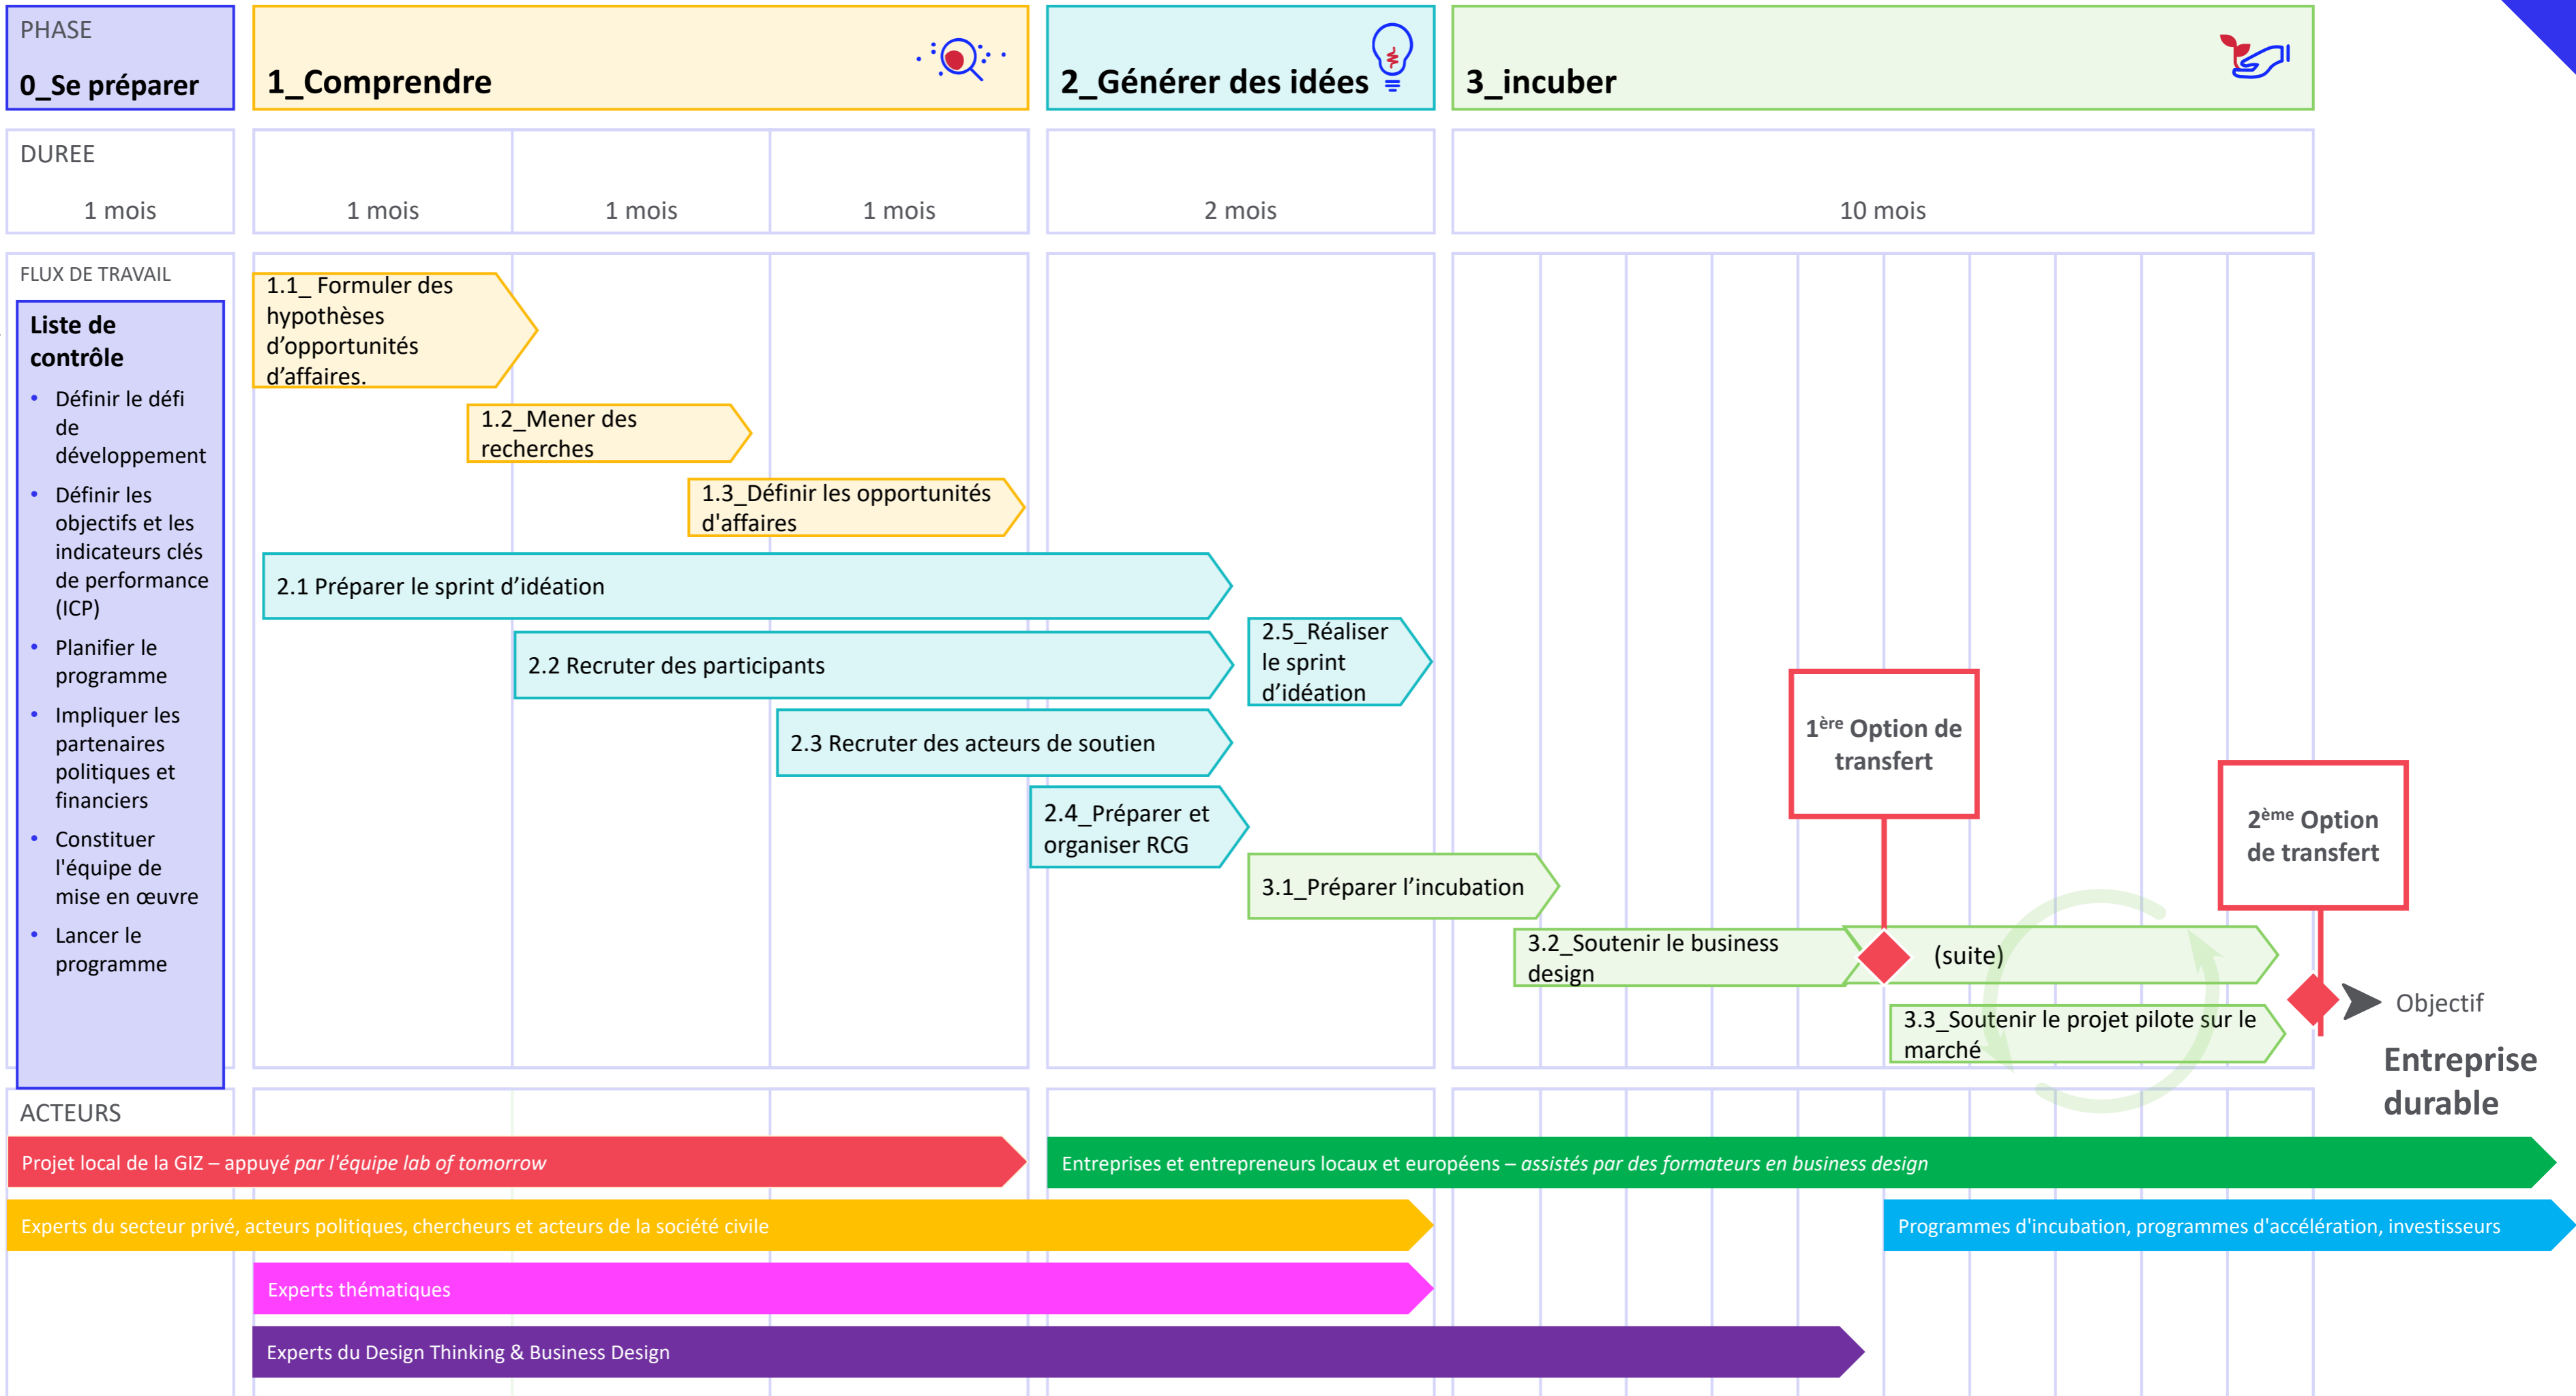 PHASE
0_Se préparer
1_Comprendre
2_Générer des idées
3_incuber
DUREE
1 mois
1 mois
1 mois
1 mois
2 mois
10 mois
FLUX DE TRAVAIL
Liste de
contrôle
• Définir le défi
de
développement
• Définir les
objectifs et les
indicateurs clés
de performance
(ICP)
• Planifier le
programme
• Impliquer les
partenaires
politiques et
financiers
• Constituer
l'équipe de
mise en œuvre
• Lancer le
programme
1.1_ Formuler des
hypothèses
d’opportunités
d’affaires.
1.2_Mener des
recherches
1.3_Définir les opportunités
d'affaires
2.1 Préparer le sprint d’idéation
2.2 Recruter des participants
2.3 Recruter des acteurs de soutien
2.4_Préparer et
organiser RCG
2.5_Réaliser
le sprint
d’idéation
3.1_Préparer l’incubation
3.2_Soutenir le business
design
(suite)
3.3_Soutenir le projet pilote sur le
marché
1ère Option de
transfert
2ème Option
de transfert
Objectif
Entreprise
durable
ACTEURS
Projet local de la GIZ – appuyé par l'équipe lab of tomorrow
Entreprises et entrepreneurs locaux et européens – assistés par des formateurs en business design
Experts du secteur privé, acteurs politiques, chercheurs et acteurs de la société civile
Programmes d'incubation, programmes d'accélération, investisseurs
Experts thématiques
Experts du Design Thinking & Business Design